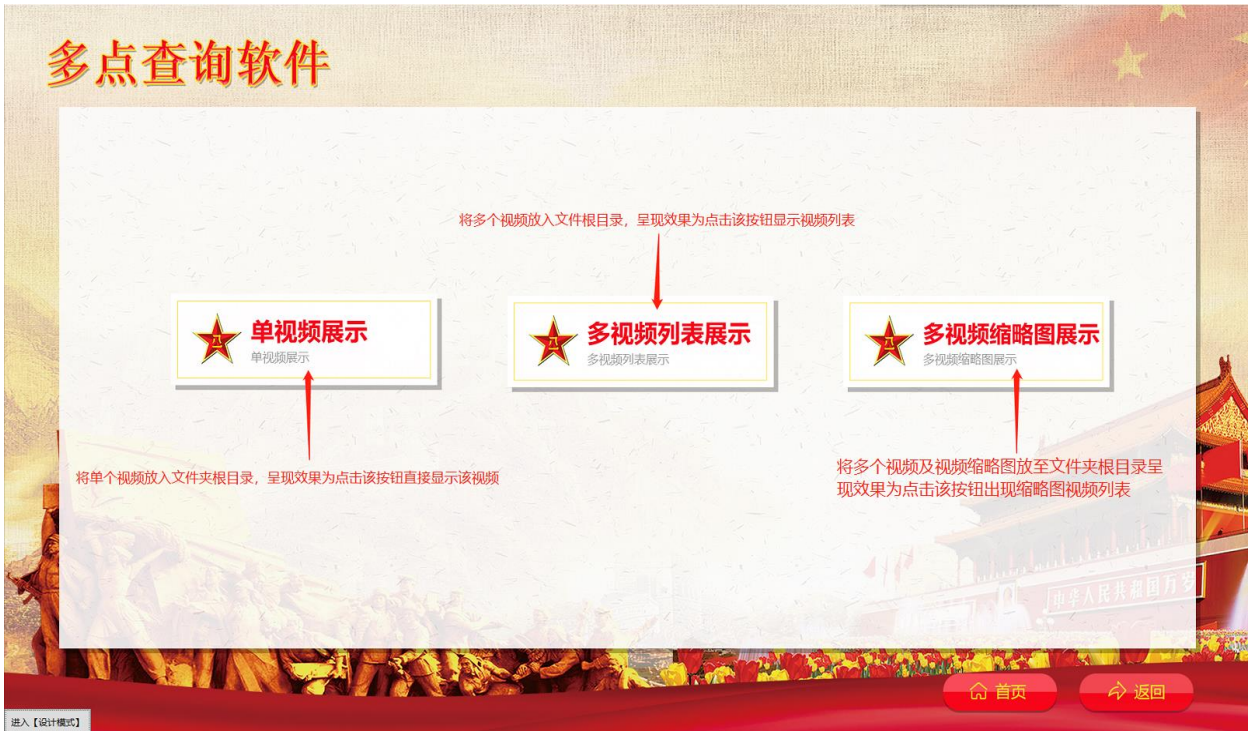 多点查询软件
将多个视频放入文件根目录，呈现效果为点击该按钮显示视频列表
八
单视频展示
单视频展示
八
多视频列表展示
多视频列表展示
八
多视频缩略图展示
多视频缩略图展示
将单个视频放入文件夹根目录，呈现效果为点击该按钮直接显示该视频
将多个视频及视频缩略图放至文件夹根目录呈
现效果为点击该按钮出现缩略图视频列表
中华人民共和国万岁
首页
返回
进入【设计模式】